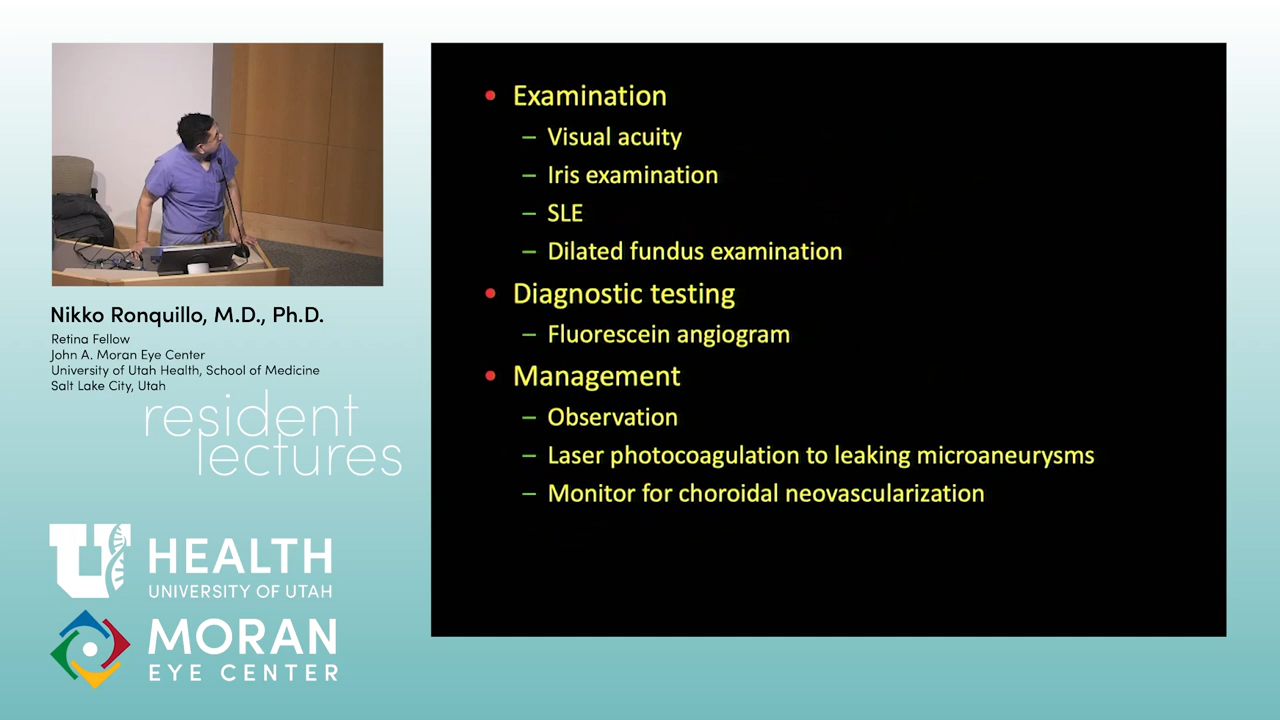 • Examination
– Visual acuity
– Iris examination
– SLE
– Dilated fundus examination
• Diagnostic testing
– Fluorescein angiogram
• Management
– Observation
– Laser photocoagulation to leaking microaneurysms
– Monitor for choroidal neovascularization
Nikko Ronquillo, M.D., Ph.D.
Retina Fellow
John A. Moran Eye Center
University of Utah Health, School of Medicine
Salt Lake City, Utah
resident
lectures
U HEALTH
UNIVERSITY OF UTAH
MORAN
EYE CENTER